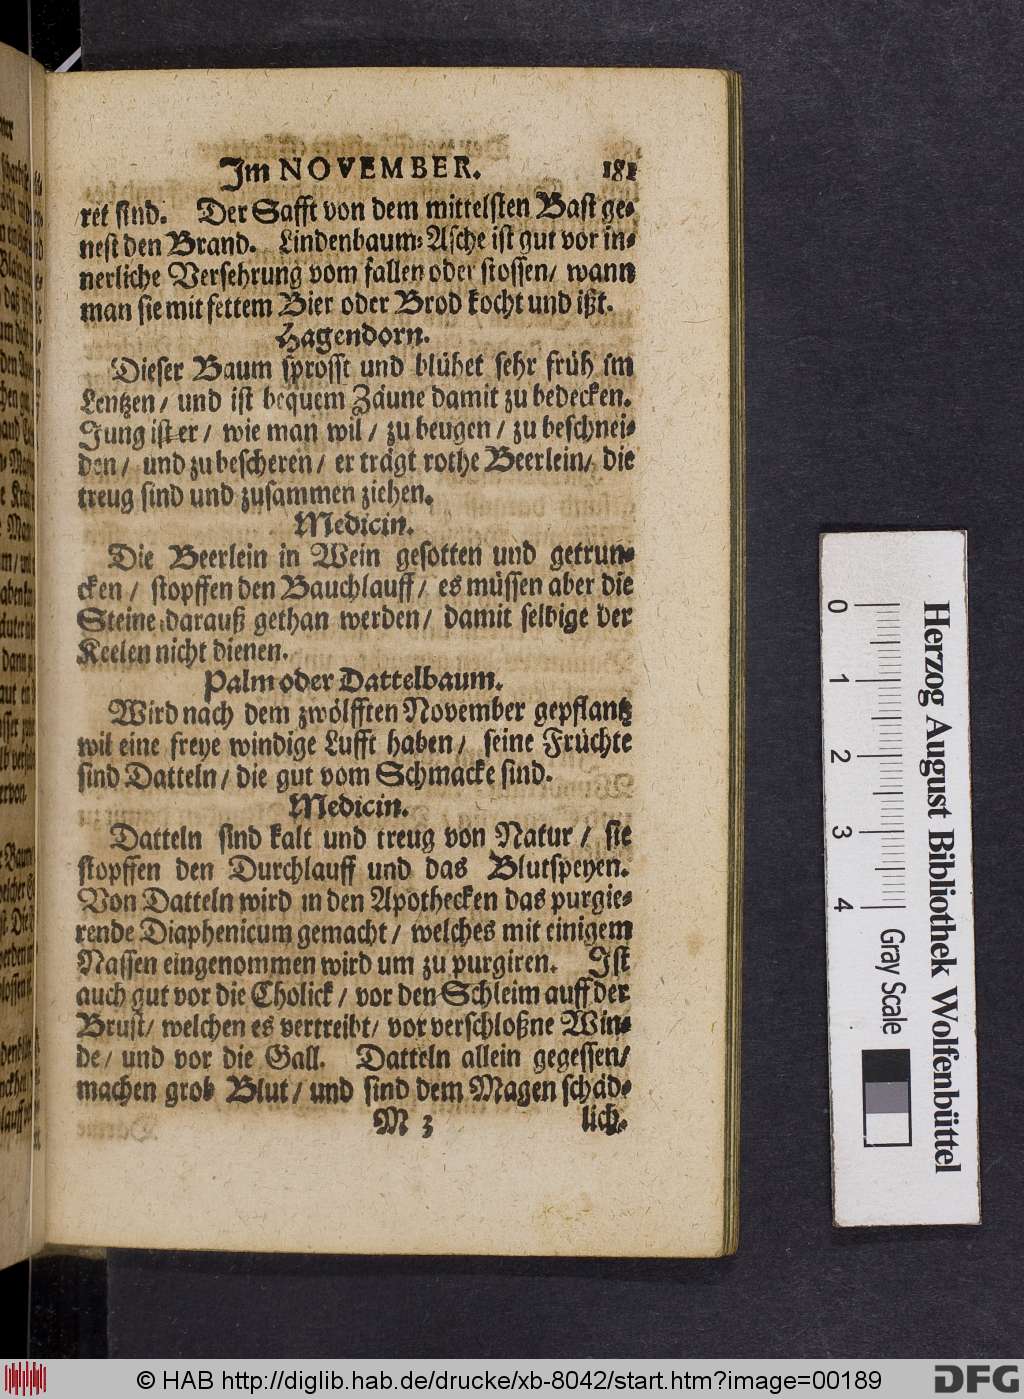 Im NOVEMBER. 181
ret sind. Der Safft von dem mittelsten Bast ge-
nest den Brand. Lindenbaum-Asche ist gut vor in-
nerliche Versehrung vom fallen oder stossen/ wann
man sie mit fettem Bier oder Brod kocht und ißt.
Hagendorn.
Dieser Baum sprosst und blühet sehr früh im
Lentzen/ und ist bequem Zäune damit zu bedecken.
Jung ist er/ wie man wil/ zu beugen/ zu beschnei-
den/ und zu bescheren/ er trägt rothe Beerlein/ die
treug sind und zusammen ziehen.
Medicin.
Die Beerlein in Wein gesotten und getrun-
cken/ stopffen den Bauchlauff/ es müssen aber die
Steine darauß gethan werden/ damit selbige der
Keelen nicht dienen.
Palm oder Dattelbaum.
Wird nach dem zwölfften November gepflantz
wil eine freye windige Lufft haben/ seine Früchte
sind Datteln/ die gut vom Schmacke sind.
Medicin.
Datteln sind kalt und treug von Natur/ sie
stopffen den Durchlauff und das Blutspeyen.
Von Datteln wird in den Apothecken das purgie-
rende Diaphenicum gemacht/ welches mit einigem
Nassen eingenommen wird um zu purgiren. Ist
auch gut vor die Cholick/ vor den Schleim auff der
Brust/ welchen es vertreibt/ vor verschloßne Win-
de/ und vor die Gall. Datteln allein gegessen/
machen grob Blut/ und sind dem Magen schäd-
M 3 lich.
Herzog August Bibliothek Wolfenbüttel
0 1 2 3 4
Gray Scale
© HAB http://diglib.hab.de/drucke/xb-8042/start.htm?image=00189
DFG